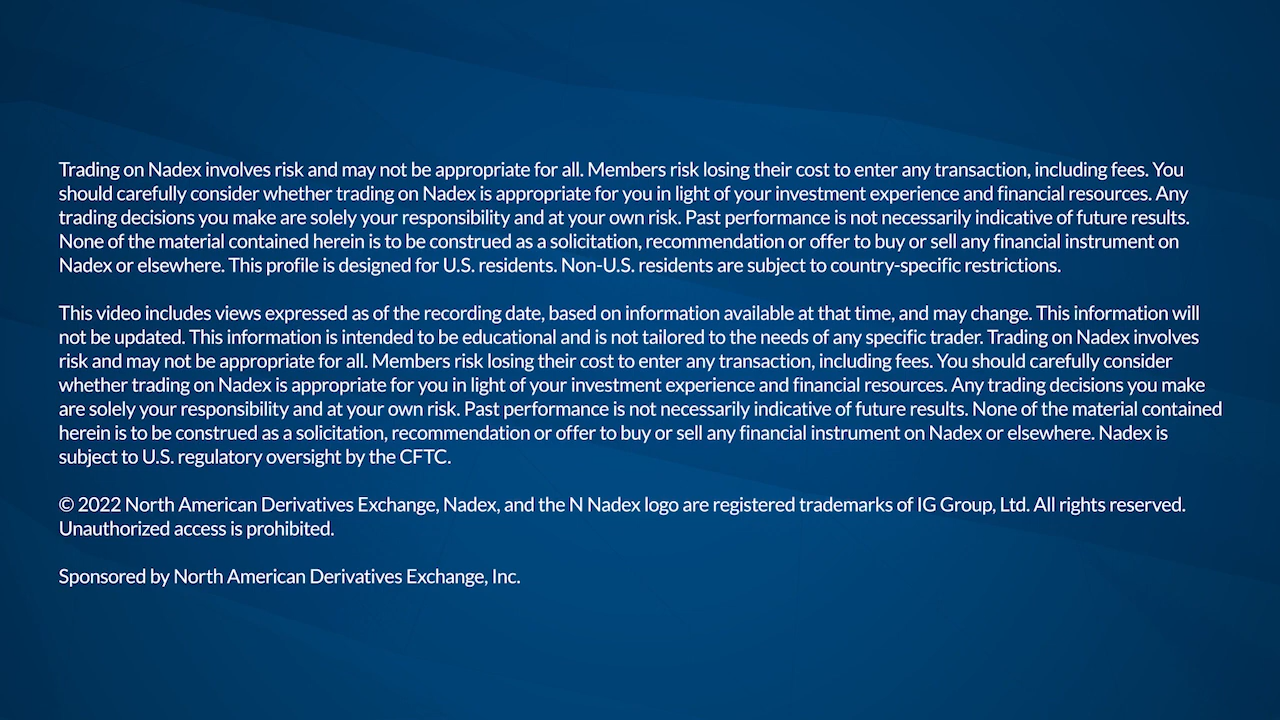 Trading on Nadex involves risk and may not be appropriate for all. Members risk losing their cost to enter any transaction, including fees. You
should carefully consider whether trading on Nadex is appropriate for you in light of your investment experience and financial resources. Any
trading decisions you make are solely your responsibility and at your own risk. Past performance is not necessarily indicative of future results.
None of the material contained herein is to be construed as a solicitation, recommendation or offer to buy or sell any financial instrument on
Nadex or elsewhere. This profile is designed for U.S. residents. Non-U.S. residents are subject to country-specific restrictions.
This video includes views expressed as of the recording date, based on information available at that time, and may change. This information will
not be updated. This information is intended to be educational and is not tailored to the needs of any specific trader. Trading on Nadex involves
risk and may not be appropriate for all. Members risk losing their cost to enter any transaction, including fees. You should carefully consider
whether trading on Nadex is appropriate for you in light of your investment experience and financial resources. Any trading decisions you make
are solely your responsibility and at your own risk. Past performance is not necessarily indicative of future results. None of the material contained
herein is to be construed as a solicitation, recommendation or offer to buy or sell any financial instrument on Nadex or elsewhere. Nadex is
subject to U.S. regulatory oversight by the CFTC.
© 2022 North American Derivatives Exchange, Nadex, and the N Nadex logo are registered trademarks of IG Group, Ltd. All rights reserved.
Unauthorized access is prohibited.
Sponsored by North American Derivatives Exchange, Inc.